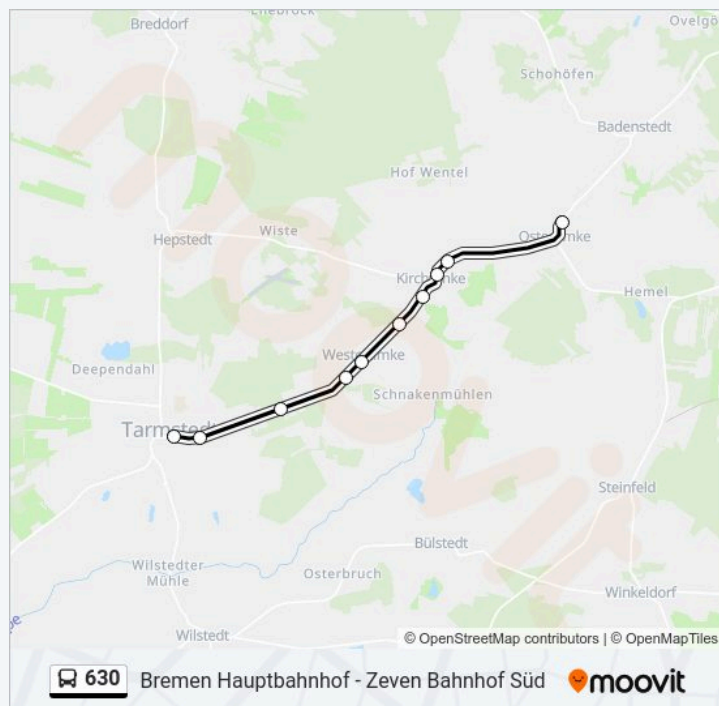 Ellebrock
Breddorf
Ovelgö
Schohöfen
Badenstedt
Hof Wentel
Hepstedt
Wiste
Hemel
Deependahl
Schnakenmühlen
Steinfeld
Bülstedt
Wilstedter
Mühle
Osterbruch
Winkeldorf
Wilstedt
© OpenStreetMap contributors | © OpenMapTiles
630 Bremen Hauptbahnhof - Zeven Bahnhof Süd moovit